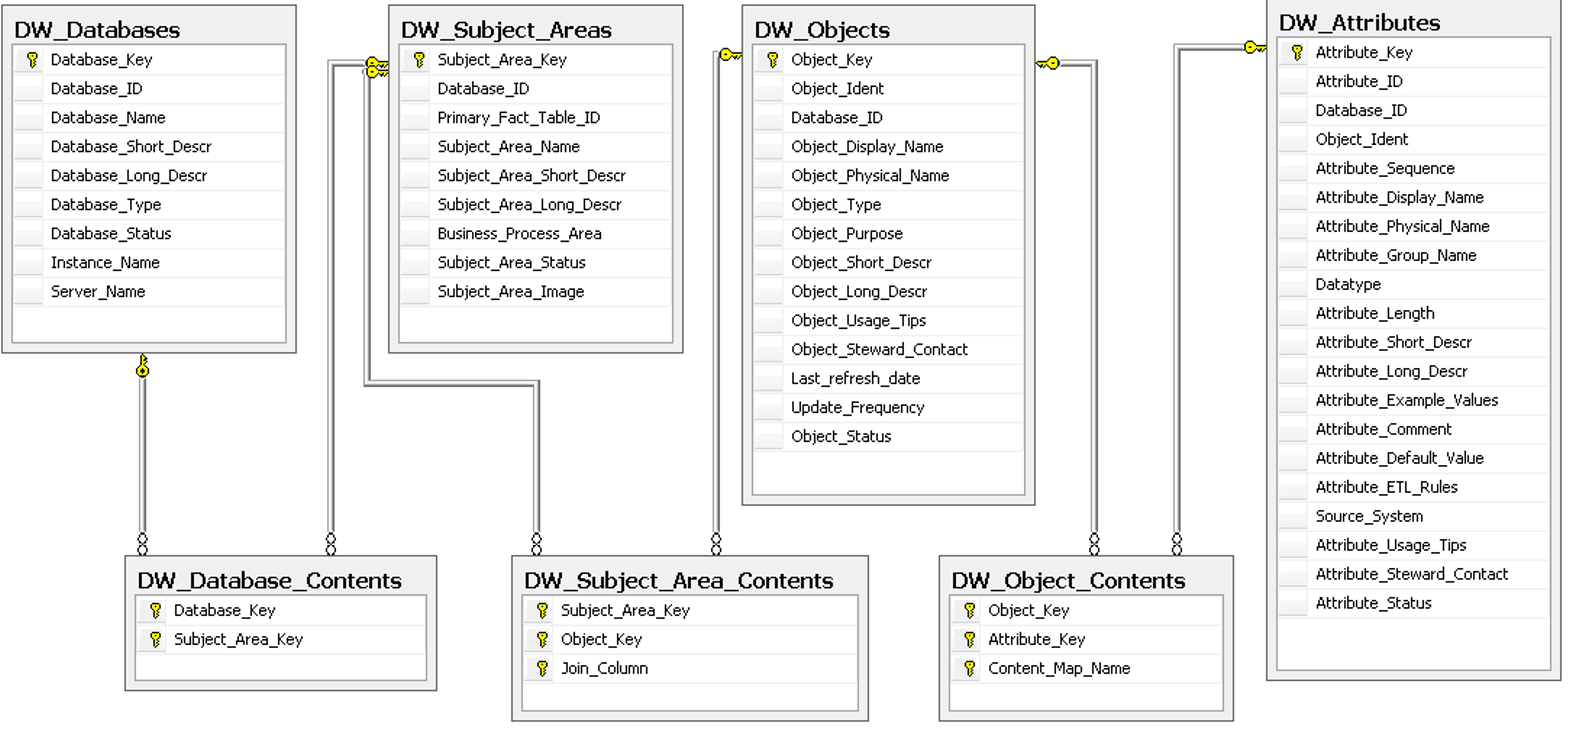 DW_Databases
Database_Key
Database_ID
Database_Name
Database_Short_Descr
Database_Long_Descr
Database_Type
Database_Status
Instance_Name
Server_Name
DW_Subject_Areas
Subject_Area_Key
Database_ID
Primary_Fact_Table_ID
Subject_Area_Name
Subject_Area_Short_Descr
Subject_Area_Long_Descr
Business_Process_Area
Subject_Area_Status
Subject_Area_Image
DW_Objects
Object_Key
Object_Ident
Database_ID
Object_Display_Name
Object_Physical_Name
Object_Type
Object_Purpose
Object_Short_Descr
Object_Long_Descr
Object_Usage_Tips
Object_Steward_Contact
Last_refresh_date
Update_Frequency
Object_Status
DW_Attributes
Attribute_Key
Attribute_ID
Database_ID
Object_Ident
Attribute_Sequence
Attribute_Display_Name
Attribute_Physical_Name
Attribute_Group_Name
Datatype
Attribute_Length
Attribute_Short_Descr
Attribute_Long_Descr
Attribute_Example_Values
Attribute_Comment
Attribute_Default_Value
Attribute_ETL_Rules
Source_System
Attribute_Usage_Tips
Attribute_Steward_Contact
Attribute_Status
DW_Database_Contents
Database_Key
Subject_Area_Key
DW_Subject_Area_Contents
Subject_Area_Key
Object_Key
Join_Column
DW_Object_Contents
Object_Key
Attribute_Key
Content_Map_Name